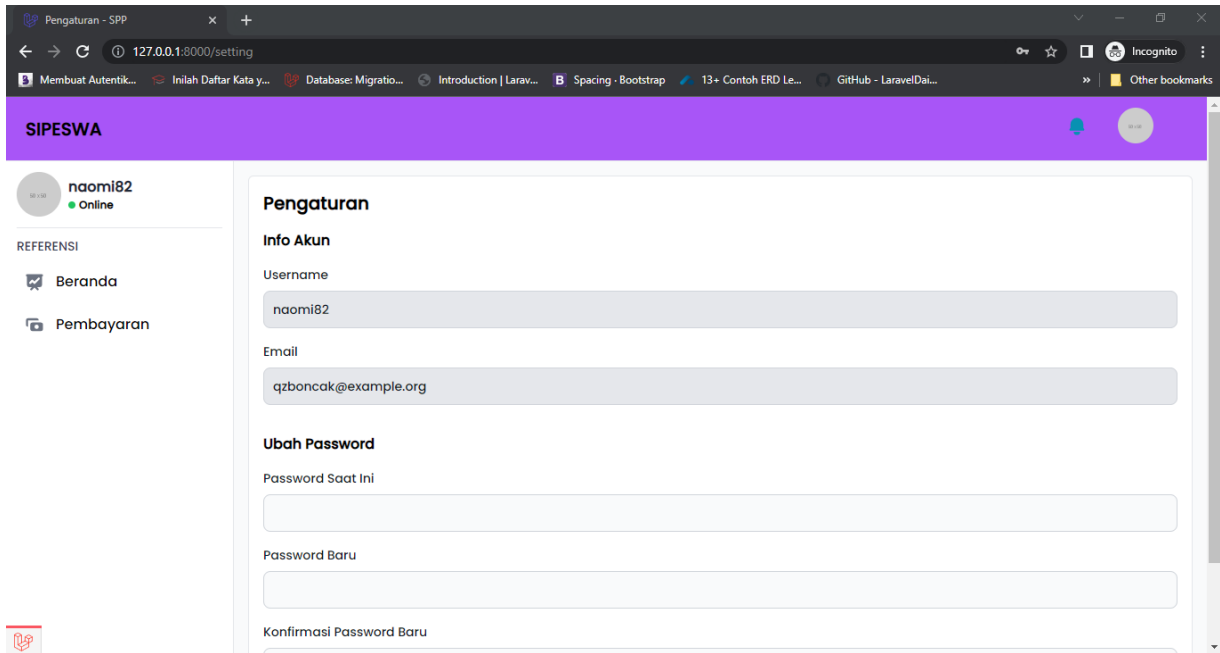 Pengaturan - SPP
127.0.0.1:8000/setting
Incognito
Membuat Autentik... Inilah Daftar Kata y... Database: Migratio... Introduction | Larav... Spacing · Bootstrap 13+ Contoh ERD Le... GitHub - LaravelDai... » Other bookmarks
SIPESWA
naomi82
Online
REFERENSI
Beranda
Pembayaran
Pengaturan
Info Akun
Username
naomi82
Email
qzboncak@example.org
Ubah Password
Password Saat Ini
Password Baru
Konfirmasi Password Baru